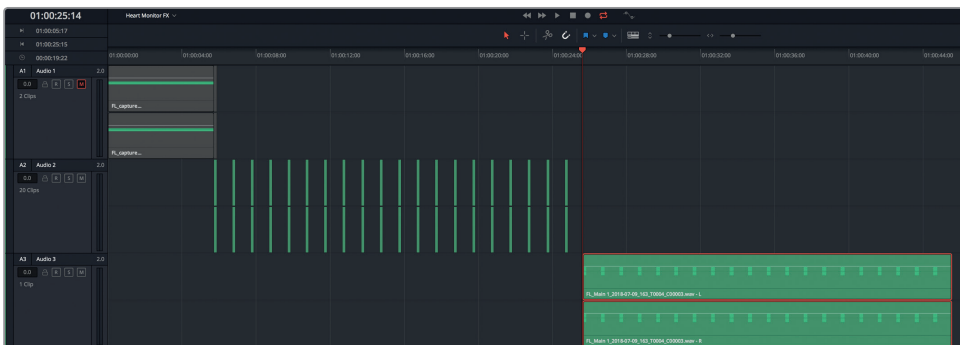 01:00:25:14
Heart Monitor FX
01:00:05:17
01:00:25:15
00:00:19:22
01:00:00:00 01:00:04:00 01:00:08:00 01:00:12:00 01:00:16:00 01:00:20:00 01:00:24:00 01:00:28:00 01:00:32:00 01:00:36:00 01:00:40:00 01:00:44:00
A1 Audio 1 2.0
0.0 R S M
2 Clips
FL_capture...
FL_capture...
A2 Audio 2 2.0
0.0 R S M
20 Clips
A3 Audio 3 2.0
0.0 R S M
1 Clip
FL_Main 1_2018-07-09_163_T0004_C00003.wav - L
FL_Main 1_2018-07-09_163_T0004_C00003.wav - R